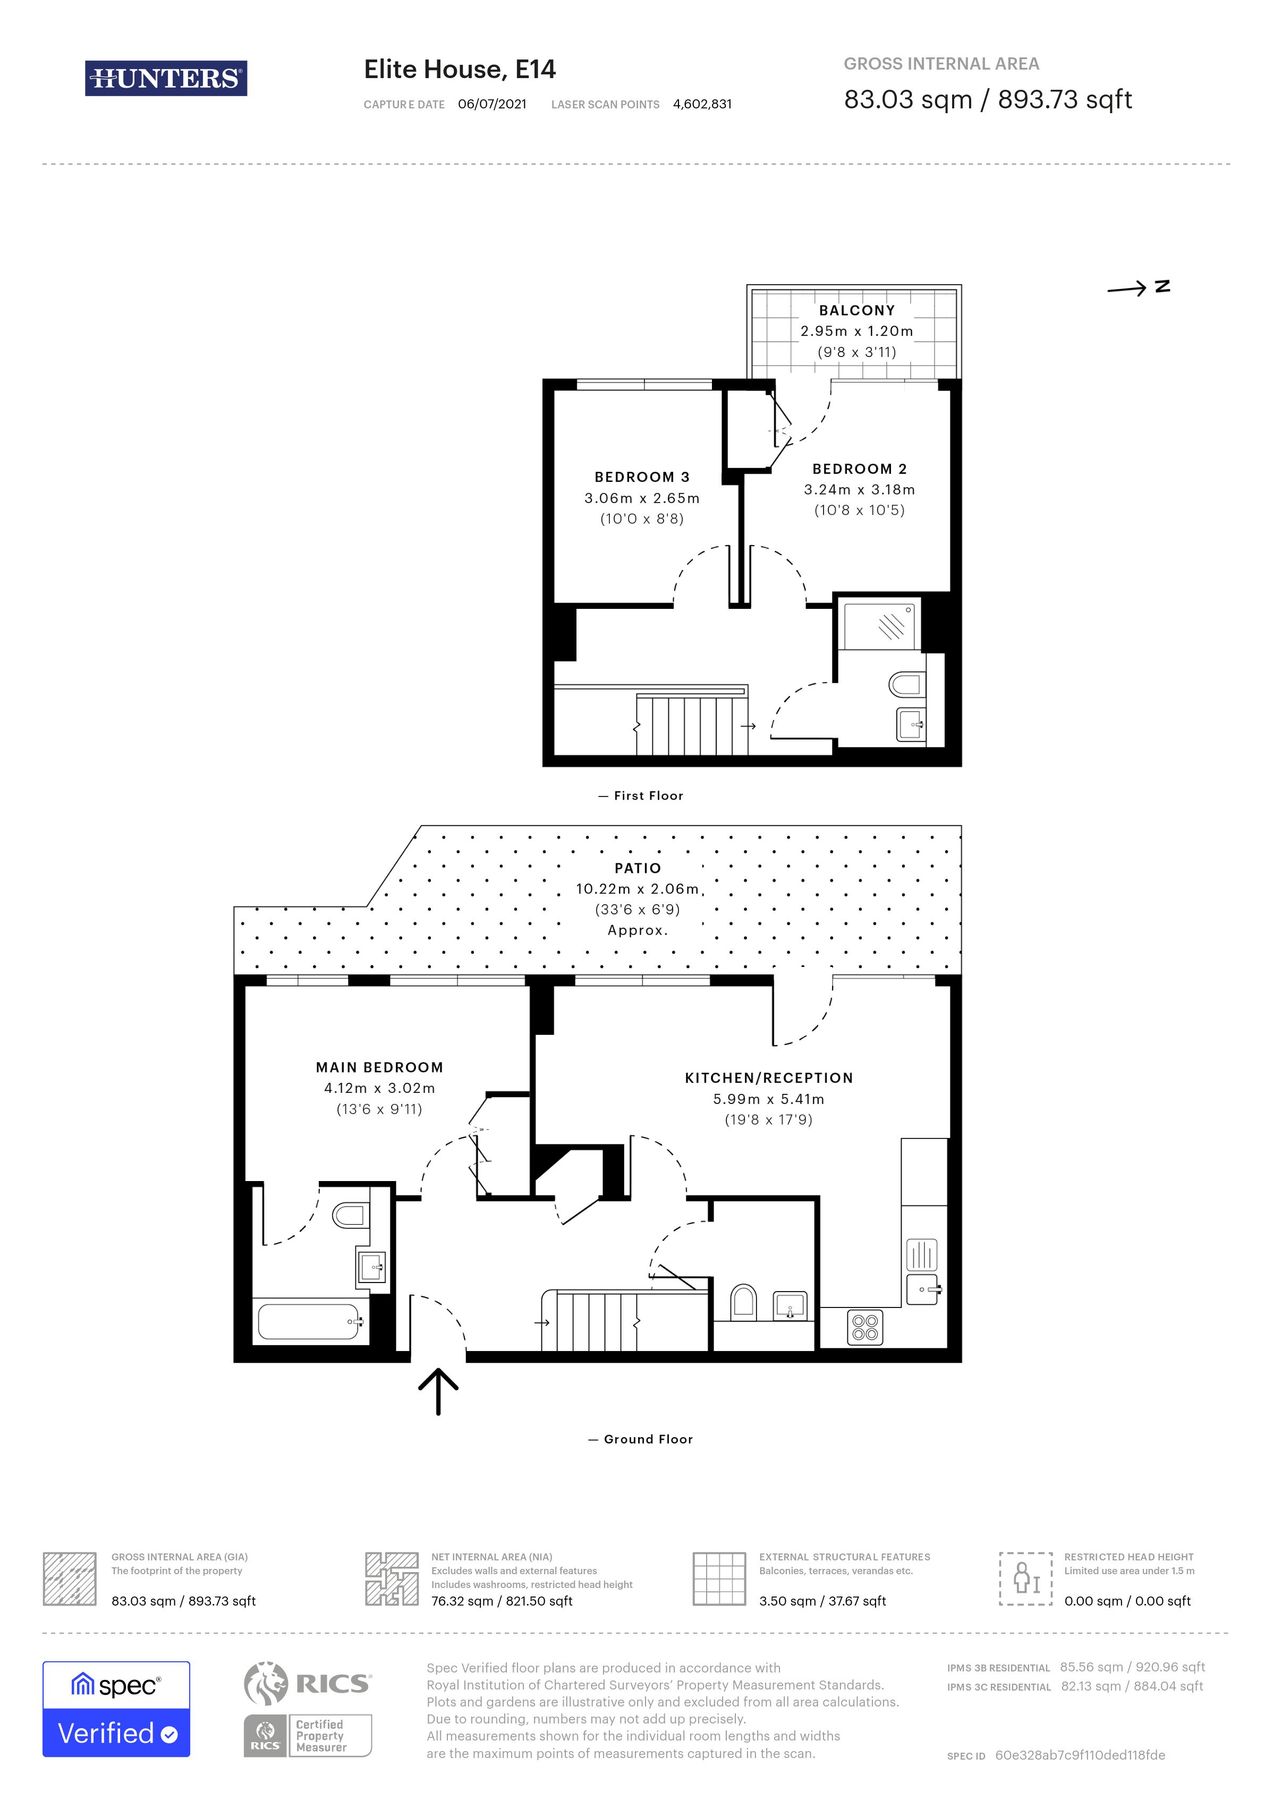 HUNTERS®
Elite House, E14
CAPTURE DATE 06/07/2021 LASER SCAN POINTS 4,602,831
GROSS INTERNAL AREA
83.03 sqm / 893.73 sqft
N
BALCONY
2.95m x 1.20m
(9'8 x 3'11)
BEDROOM 3
3.06m x 2.65m
(10'0 x 8'8)
BEDROOM 2
3.24m x 3.18m
(10'8 x 10'5)
— First Floor
PATIO
10.22m x 2.06m
(33'6 x 6'9)
Approx.
MAIN BEDROOM
4.12m x 3.02m
(13'6 x 9'11)
KITCHEN/RECEPTION
5.99m x 5.41m
(19'8 x 17'9)
— Ground Floor
GROSS INTERNAL AREA (GIA)
The footprint of the property
83.03 sqm / 893.73 sqft
NET INTERNAL AREA (NIA)
Excludes walls and external features
Includes washrooms, restricted head height
76.32 sqm / 821.50 sqft
EXTERNAL STRUCTURAL FEATURES
Balconies, terraces, verandas etc.
3.50 sqm / 37.67 sqft
RESTRICTED HEAD HEIGHT
Limited use area under 1.5 m
0.00 sqm / 0.00 sqft
spec®
Verified
RICS®
RICS
Certified
Property
Measurer
Spec Verified floor plans are produced in accordance with
Royal Institution of Chartered Surveyors' Property Measurement Standards.
Plots and gardens are illustrative only and excluded from all area calculations.
Due to rounding, numbers may not add up precisely.
All measurements shown for the individual room lengths and widths
are the maximum points of measurements captured in the scan.
IPMS 3B RESIDENTIAL 85.56 sqm / 920.96 sqft
IPMS 3C RESIDENTIAL 82.13 sqm / 884.04 sqft
SPEC ID 60e328ab7c9f110ded118fde